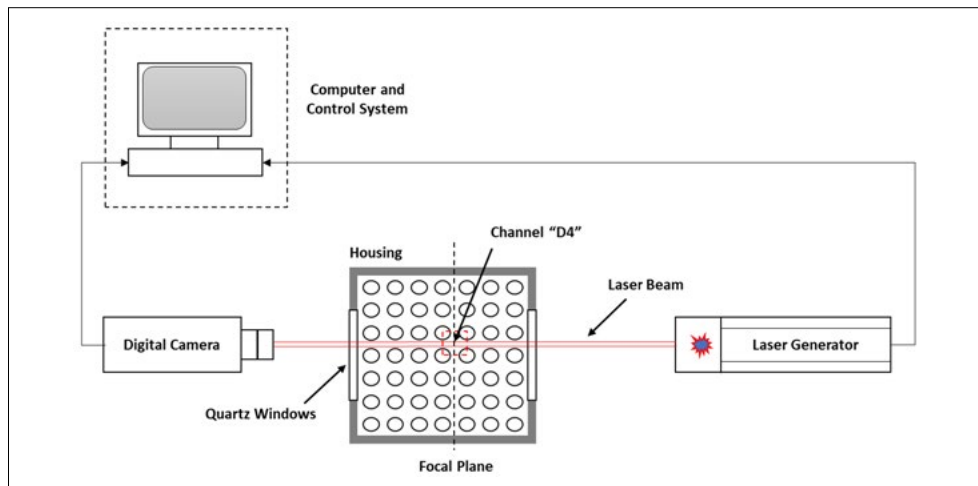 Computer and
Control System
Channel “D4”
Housing
Laser Beam
Digital Camera
Laser Generator
Quartz Windows
Focal Plane